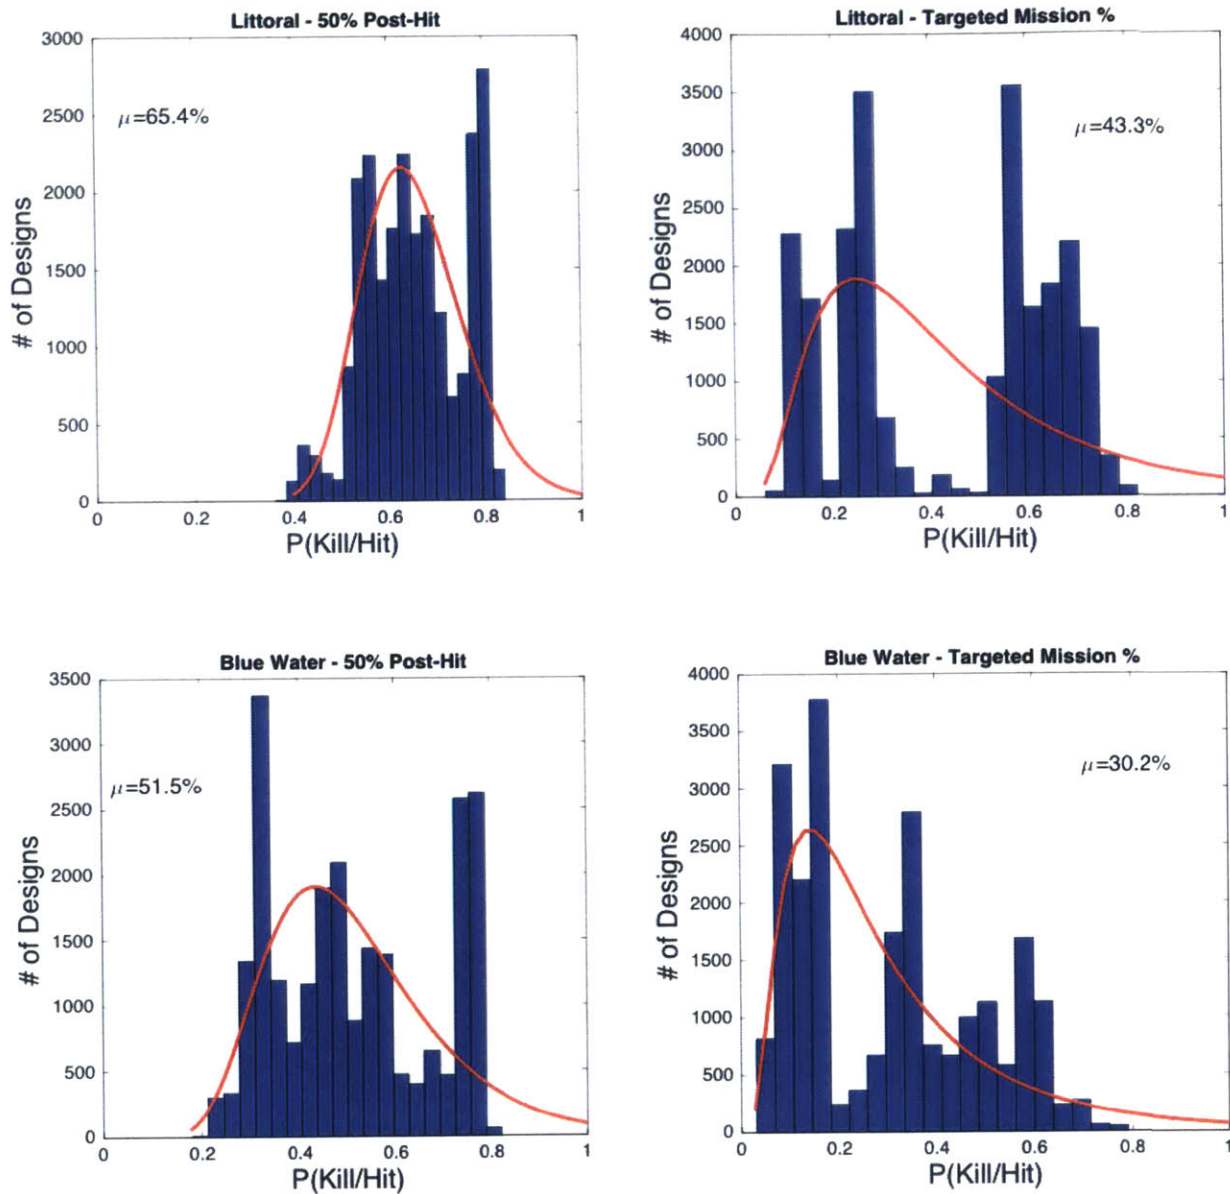 Littoral - 50% Post-Hit
3000
2500
2000
1500
1000
500
0
# of Designs
μ=65.4%
0 0.2 0.4 0.6 0.8 1
P(Kill/Hit)
Littoral - Targeted Mission %
4000
3500
3000
2500
2000
1500
1000
500
0
# of Designs
μ=43.3%
0 0.2 0.4 0.6 0.8 1
P(Kill/Hit)
Blue Water - 50% Post-Hit
3500
3000
2500
2000
1500
1000
500
0
# of Designs
μ=51.5%
0 0.2 0.4 0.6 0.8 1
P(Kill/Hit)
Blue Water - Targeted Mission %
4000
3500
3000
2500
2000
1500
1000
500
0
# of Designs
μ=30.2%
0 0.2 0.4 0.6 0.8 1
P(Kill/Hit)